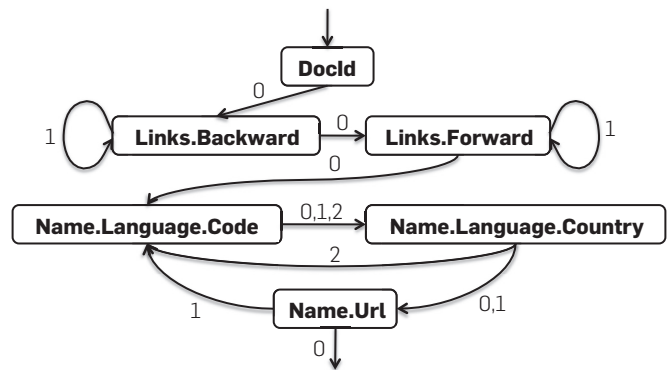 DocId
0
1 Links.Backward 0 Links.Forward 1
0
Name.Language.Code 0,1,2 Name.Language.Country
2
1 Name.Url 0,1
0